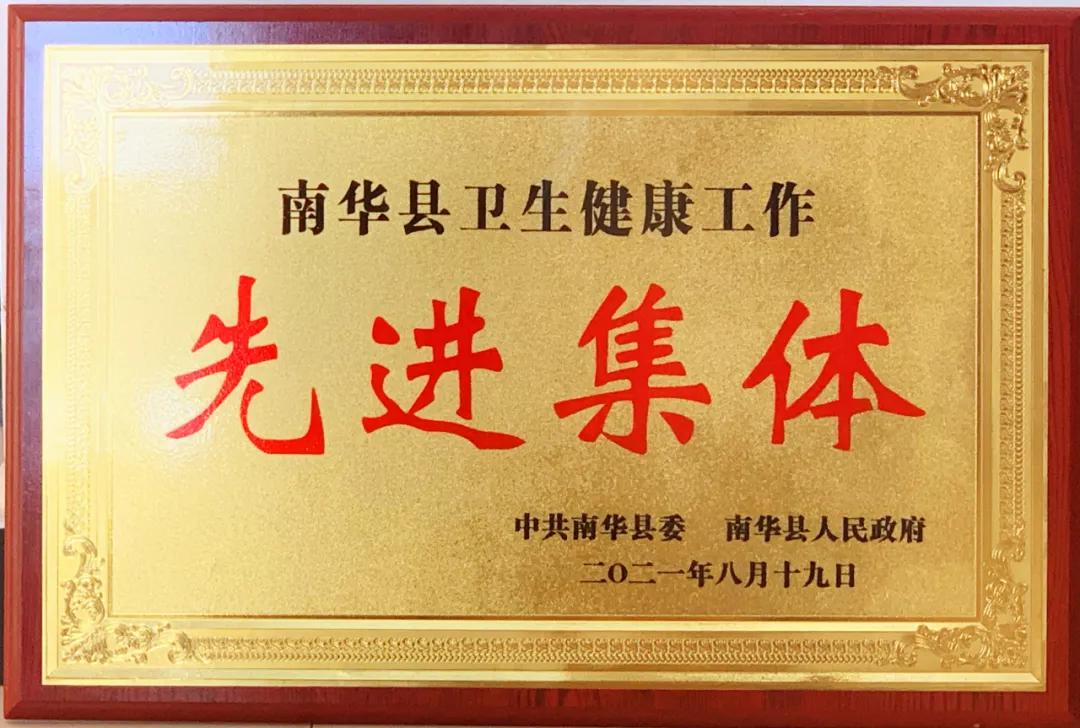 南华县卫生健康工作
先进集体
中共南华县委 南华县人民政府
二O二一年八月十九日